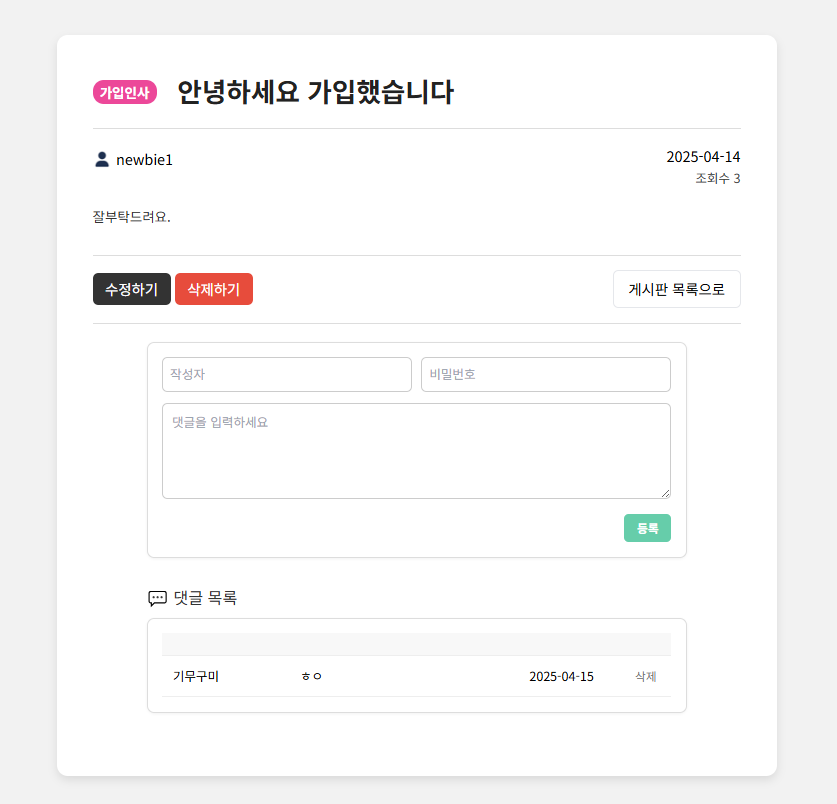 가입인사 안녕하세요 가입했습니다
newbie1 2025-04-14
조회수 3
잘부탁드려요.
수정하기 삭제하기 게시판 목록으로
작성자 비밀번호
댓글을 입력하세요
등록
댓글 목록
기무구미 ㅎㅇ 2025-04-15 삭제